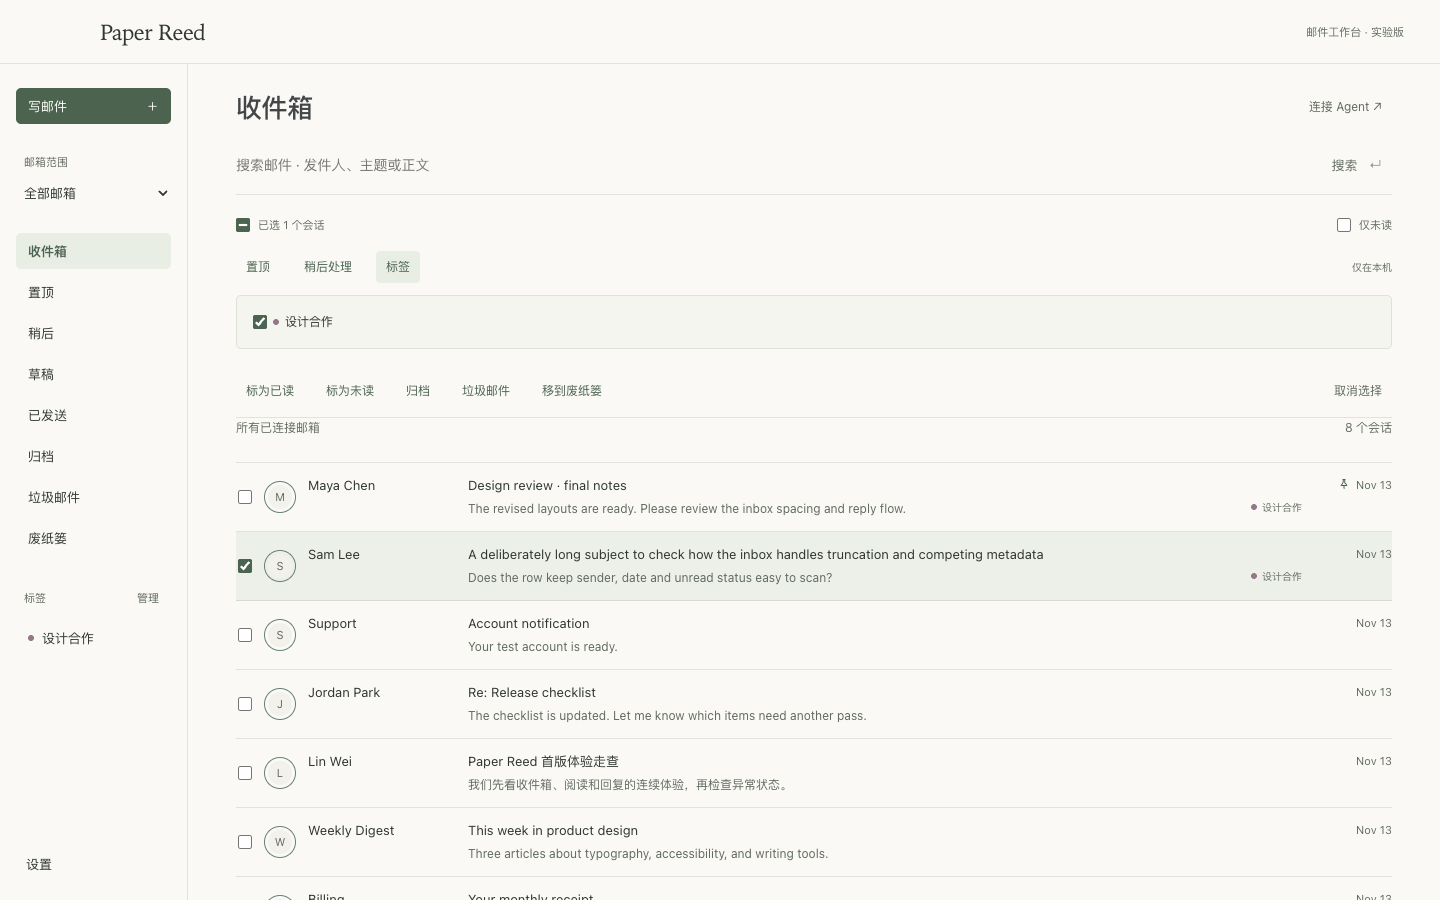 Paper Reed
邮件工作台 · 实验版
写邮件 +
邮箱范围
全部邮箱
收件箱
置顶
稍后
草稿
已发送
归档
垃圾邮件
废纸篓
标签 管理
设计合作
设置
收件箱
连接 Agent ↗
搜索邮件 · 发件人、主题或正文
搜索 ↵
已选 1 个会话
仅未读
置顶 稍后处理 标签
仅在本机
设计合作
标为已读 标为未读 归档 垃圾邮件 移到废纸篓
取消选择
所有已连接邮箱
8 个会话
M Maya Chen Design review · final notes Nov 13
The revised layouts are ready. Please review the inbox spacing and reply flow. 设计合作
S Sam Lee A deliberately long subject to check how the inbox handles truncation and competing metadata Nov 13
Does the row keep sender, date and unread status easy to scan? 设计合作
S Support Account notification Nov 13
Your test account is ready.
J Jordan Park Re: Release checklist Nov 13
The checklist is updated. Let me know which items need another pass.
L Lin Wei Paper Reed 首版体验走查 Nov 13
我们先看收件箱、阅读和回复的连续体验，再检查异常状态。
W Weekly Digest This week in product design Nov 13
Three articles about typography, accessibility, and writing tools.
Billing Your monthly receipt Nov 13